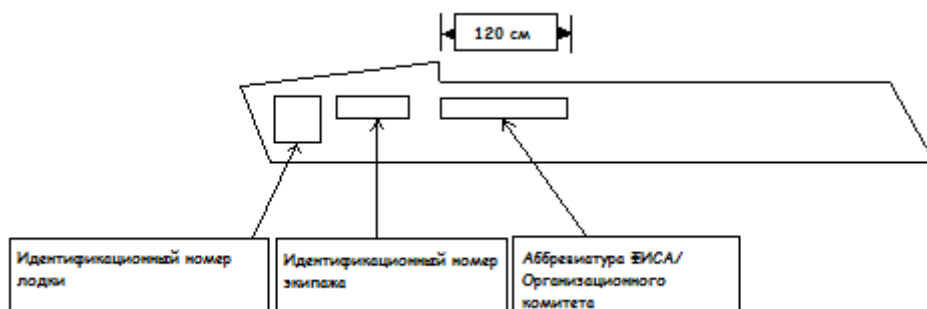 120 см
Идентификационный номер
лодки
Идентификационный номер
экипажа
Аббревиатура ФИСА/
Организационного
комитета